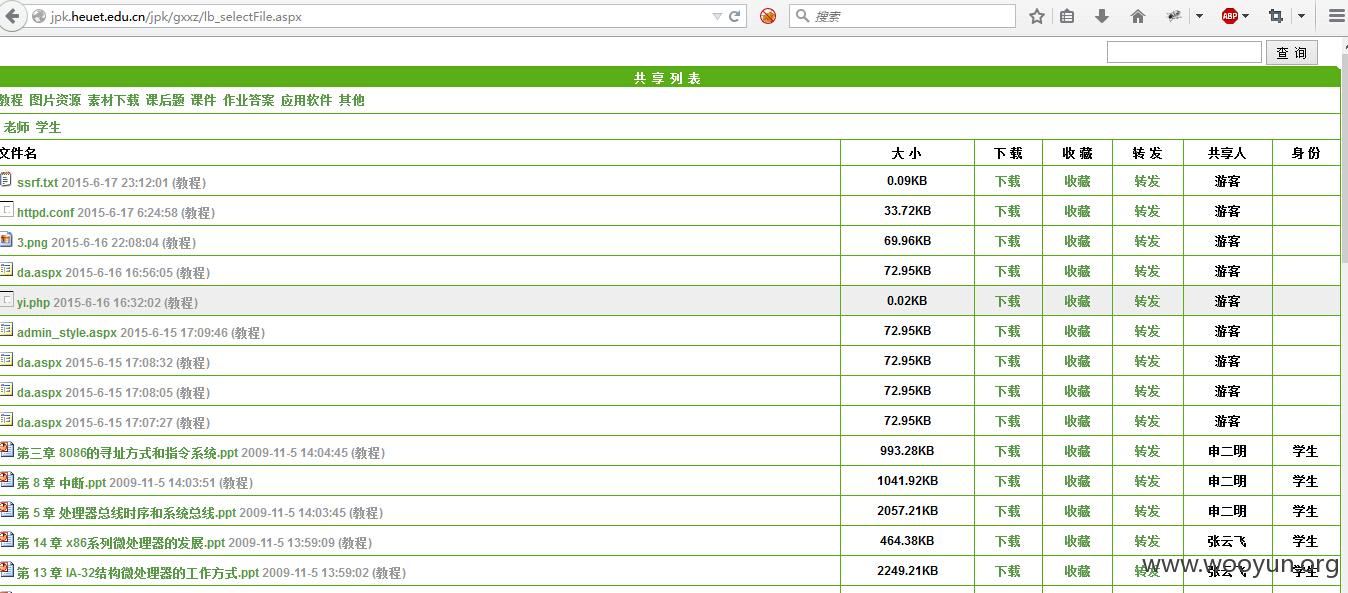 jpk.heuet.edu.cn/jpk/gxxz/lb_selectFile.aspx 搜索 ABP
查 询
共 享 列 表
教程 图片资源 素材下载 课后题 课件 作业答案 应用软件 其他
老师 学生
文件名 大 小 下 载 收 藏 转 发 共享人 身 份
ssrf.txt 2015-6-17 23:12:01 (教程) 0.09KB 下载 收藏 转发 游客
httpd.conf 2015-6-17 6:24:58 (教程) 33.72KB 下载 收藏 转发 游客
3.png 2015-6-16 22:08:04 (教程) 69.96KB 下载 收藏 转发 游客
da.aspx 2015-6-16 16:56:05 (教程) 72.95KB 下载 收藏 转发 游客
yi.php 2015-6-16 16:32:02 (教程) 0.02KB 下载 收藏 转发 游客
admin_style.aspx 2015-6-15 17:09:46 (教程) 72.95KB 下载 收藏 转发 游客
da.aspx 2015-6-15 17:08:32 (教程) 72.95KB 下载 收藏 转发 游客
da.aspx 2015-6-15 17:08:05 (教程) 72.95KB 下载 收藏 转发 游客
da.aspx 2015-6-15 17:07:27 (教程) 72.95KB 下载 收藏 转发 游客
第三章 8086的寻址方式和指令系统.ppt 2009-11-5 14:04:45 (教程) 993.28KB 下载 收藏 转发 申二明 学生
第 8 章 中断.ppt 2009-11-5 14:03:51 (教程) 1041.92KB 下载 收藏 转发 申二明 学生
第 5 章 处理器总线时序和系统总线.ppt 2009-11-5 14:03:45 (教程) 2057.21KB 下载 收藏 转发 申二明 学生
第 14 章 x86系列微处理器的发展.ppt 2009-11-5 13:59:09 (教程) 464.38KB 下载 收藏 转发 张云飞 学生
第 13 章 IA-32结构微处理器的工作方式.ppt 2009-11-5 13:59:02 (教程) 2249.21KB 下载 收藏 转发 张云飞 学生
www.wooyun.org